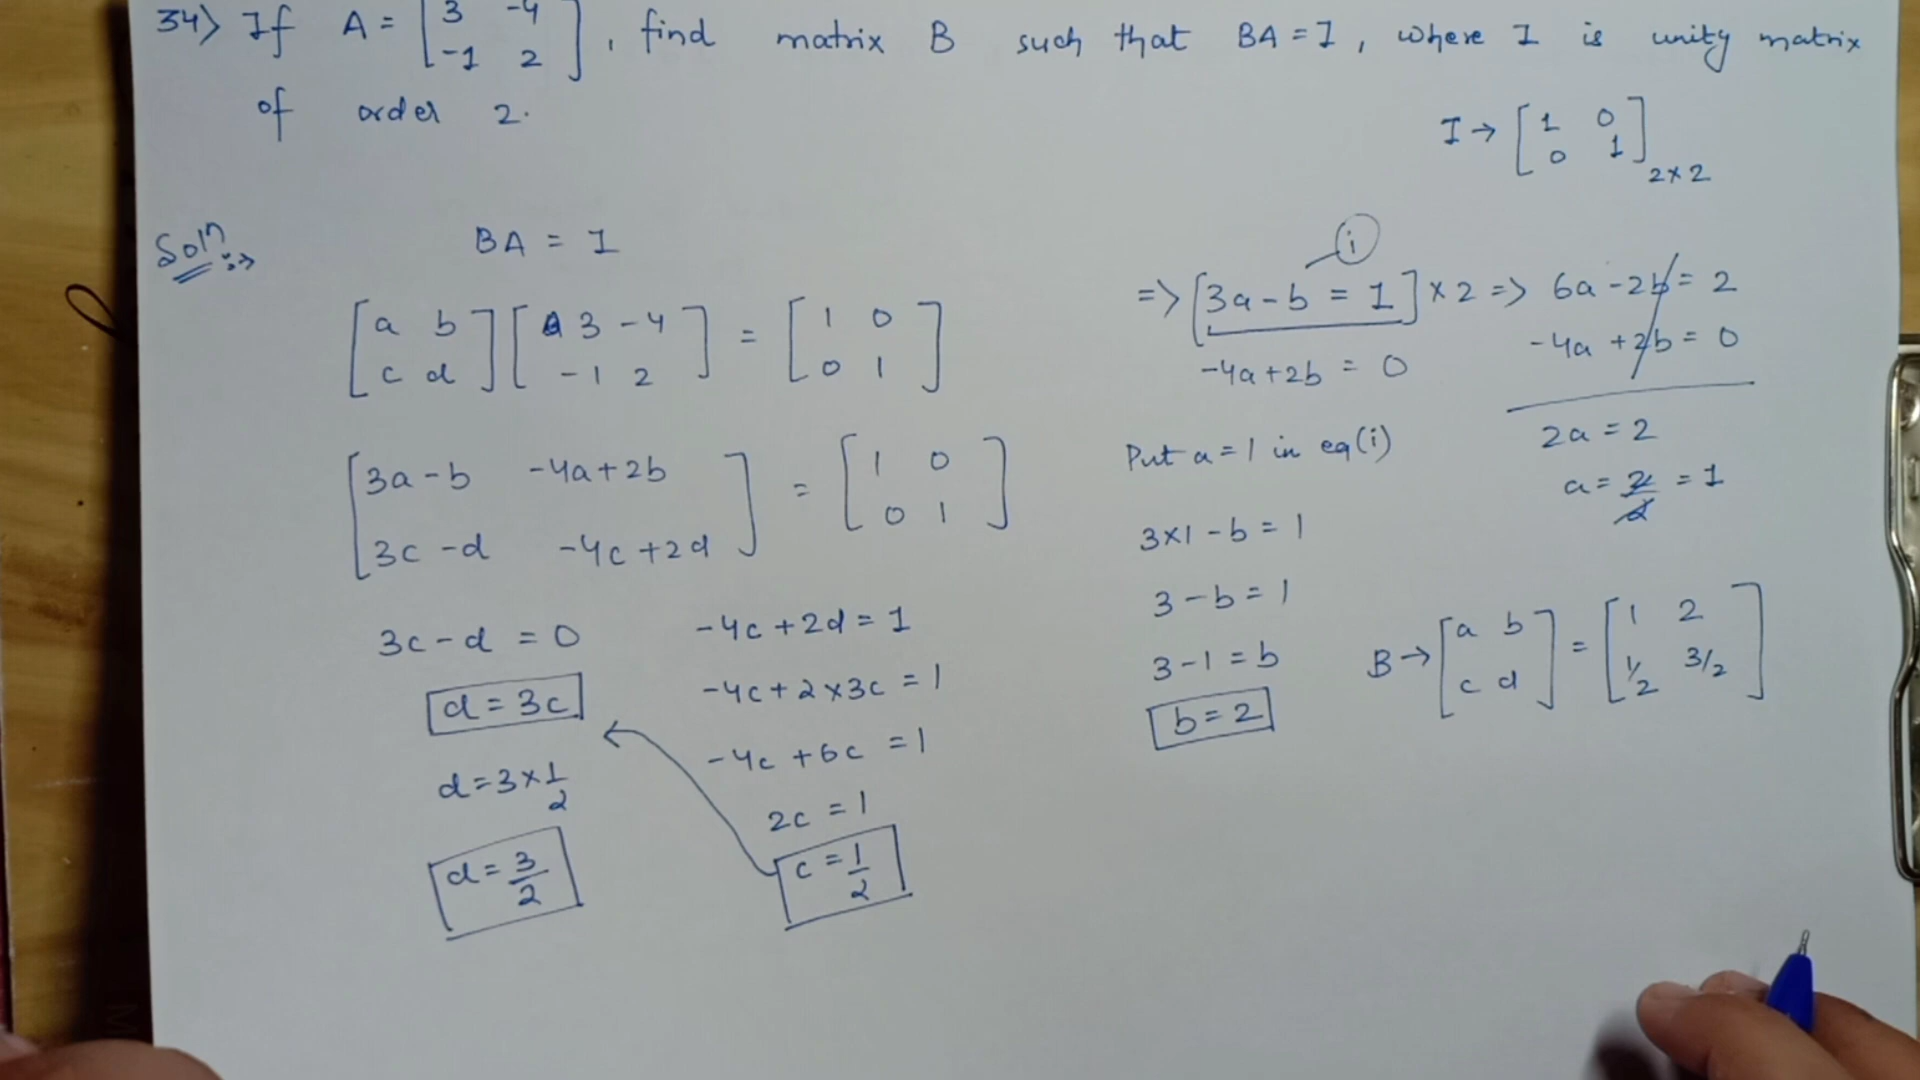 34) If A = [3 -4
-1 2], find matrix B such that BA = I, where I is unity matrix
of order 2.
I → [1 0
0 1] 2×2
Soln :→
BA = I
[a b
c d] [3 -4
-1 2] = [1 0
0 1]
[3a-b -4a+2b
3c-d -4c+2d] = [1 0
0 1]
3c-d = 0
d = 3c
d = 3×1/2
d = 3/2
-4c+2d = 1
-4c+2×3c = 1
-4c+6c = 1
2c = 1
c = 1/2
(i)
=> [3a-b = 1]×2 => 6a-2b = 2
-4a+2b = 0
-4a+2b = 0
2a = 2
a = 2/2 = 1
Put a = 1 in eq(i)
3×1-b = 1
3-b = 1
3-1 = b
b = 2
B → [a b
c d] = [1 2
1/2 3/2]